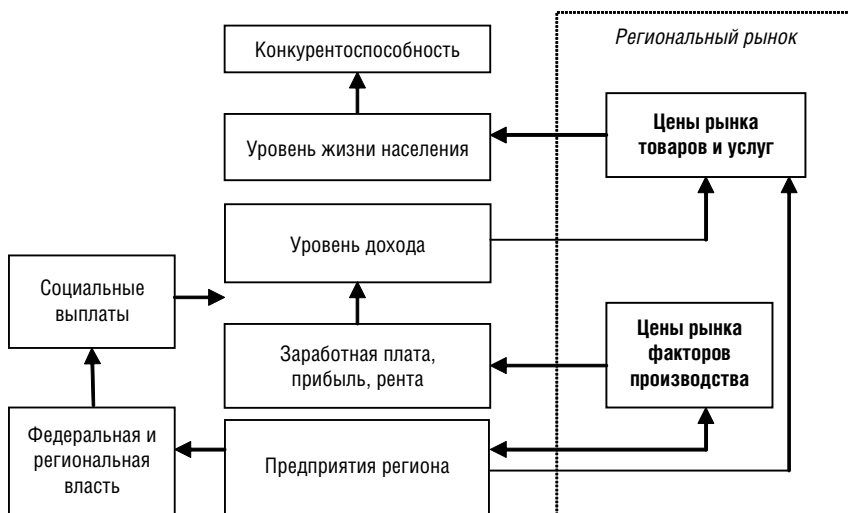 Конкурентоспособность
Региональный рынок
Уровень жизни населения
Цены рынка
товаров и услуг
Уровень дохода
Социальные
выплаты
Заработная плата,
прибыль, рента
Цены рынка
факторов
производства
Федеральная и
региональная
власть
Предприятия региона